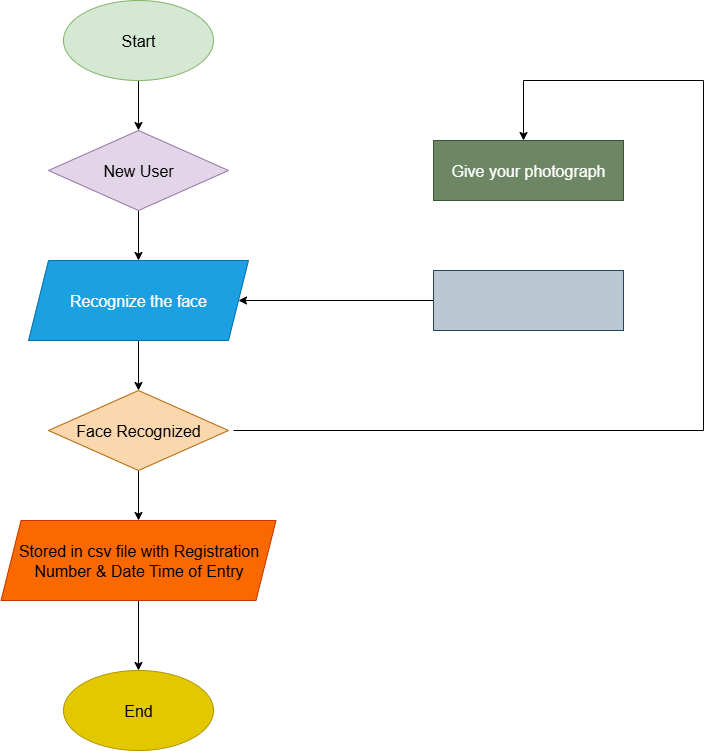 Start
New User
Give your photograph
Recognize the face
Face Recognized
Stored in csv file with Registration
Number & Date Time of Entry
End